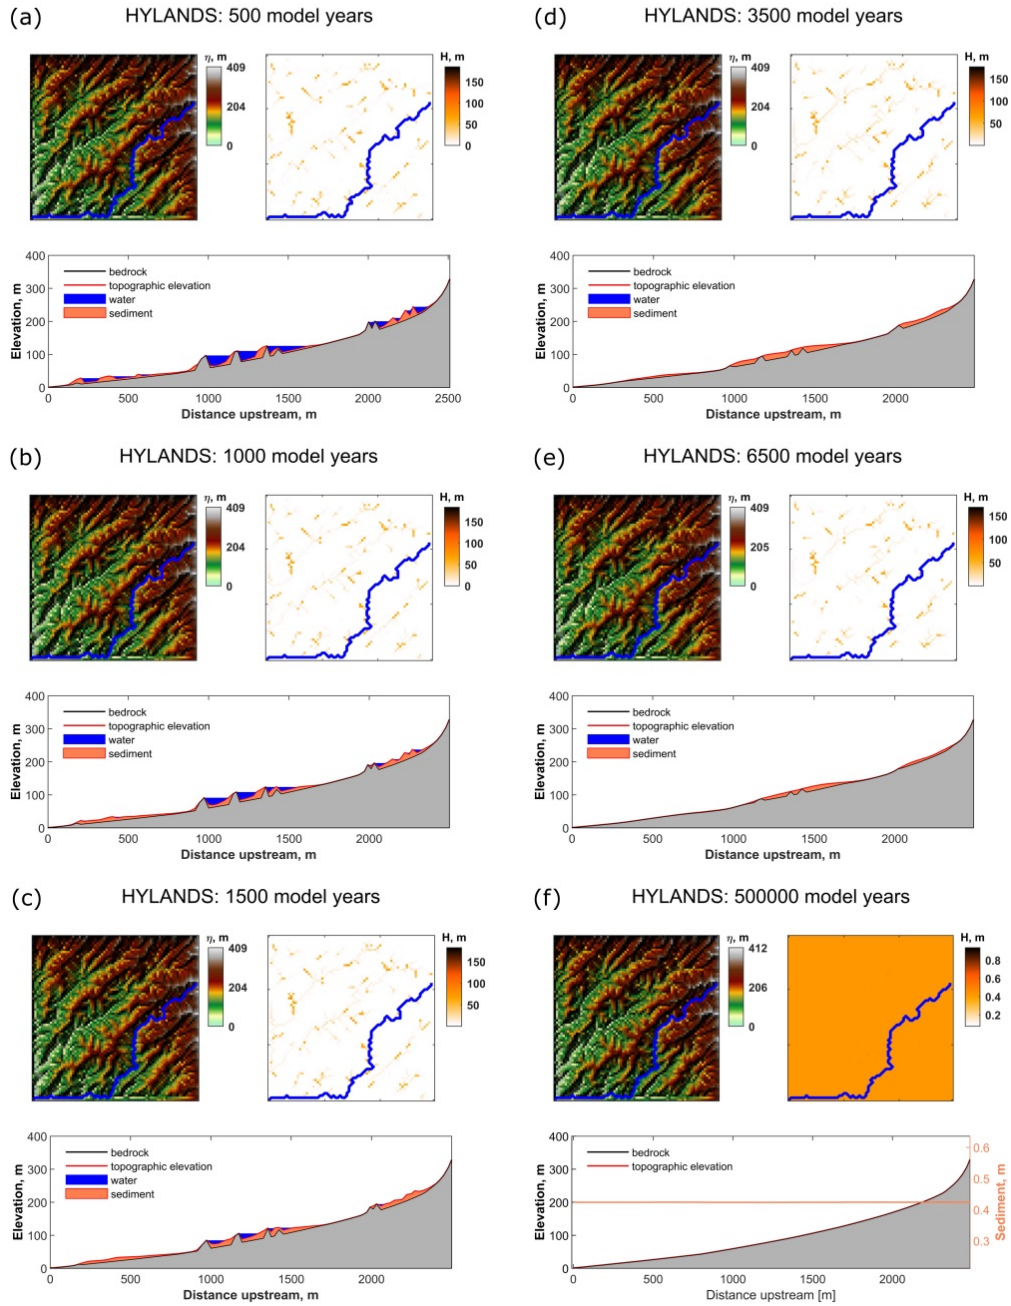 (a)
HYLANDS: 500 model years
η, m
409
204
0
H, m
150
100
50
400
300
200
100
0
Elevation, m
bedrock
topographic elevation
water
sediment
0
500
1000
1500
2000
2500
Distance upstream, m
(b)
HYLANDS: 1000 model years
η, m
409
204
0
H, m
150
100
50
400
300
200
100
0
Elevation, m
bedrock
topographic elevation
water
sediment
0
500
1000
1500
2000
Distance upstream, m
(c)
HYLANDS: 1500 model years
η, m
409
204
0
H, m
150
100
50
400
300
200
100
0
Elevation, m
bedrock
topographic elevation
water
sediment
0
500
1000
1500
2000
Distance upstream, m
(d)
HYLANDS: 3500 model years
η, m
409
204
0
H, m
150
100
50
400
300
200
100
0
Elevation, m
bedrock
topographic elevation
water
sediment
0
500
1000
1500
2000
Distance upstream, m
(e)
HYLANDS: 6500 model years
η, m
409
205
0
H, m
150
100
50
400
300
200
100
0
Elevation, m
bedrock
topographic elevation
water
sediment
0
500
1000
1500
2000
Distance upstream, m
(f)
HYLANDS: 500000 model years
η, m
412
206
0
H, m
0.8
0.6
0.4
0.2
400
300
200
100
0
Elevation, m
bedrock
topographic elevation
0.6
0.5
0.4
0.3
Sediment, m
0
500
1000
1500
2000
Distance upstream [m]